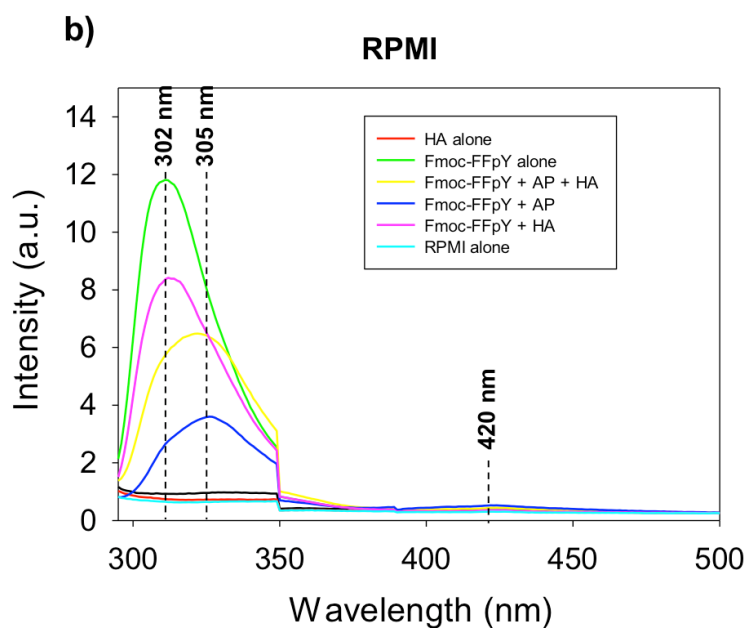 b)
RPMI
302 nm
305 nm
420 nm
HA alone
Fmoc-FFpY alone
Fmoc-FFpY + AP + HA
Fmoc-FFpY + AP
Fmoc-FFpY + HA
RPMI alone
Intensity (a.u.)
14
12
10
8
6
4
2
0
300
350
400
450
500
Wavelength (nm)